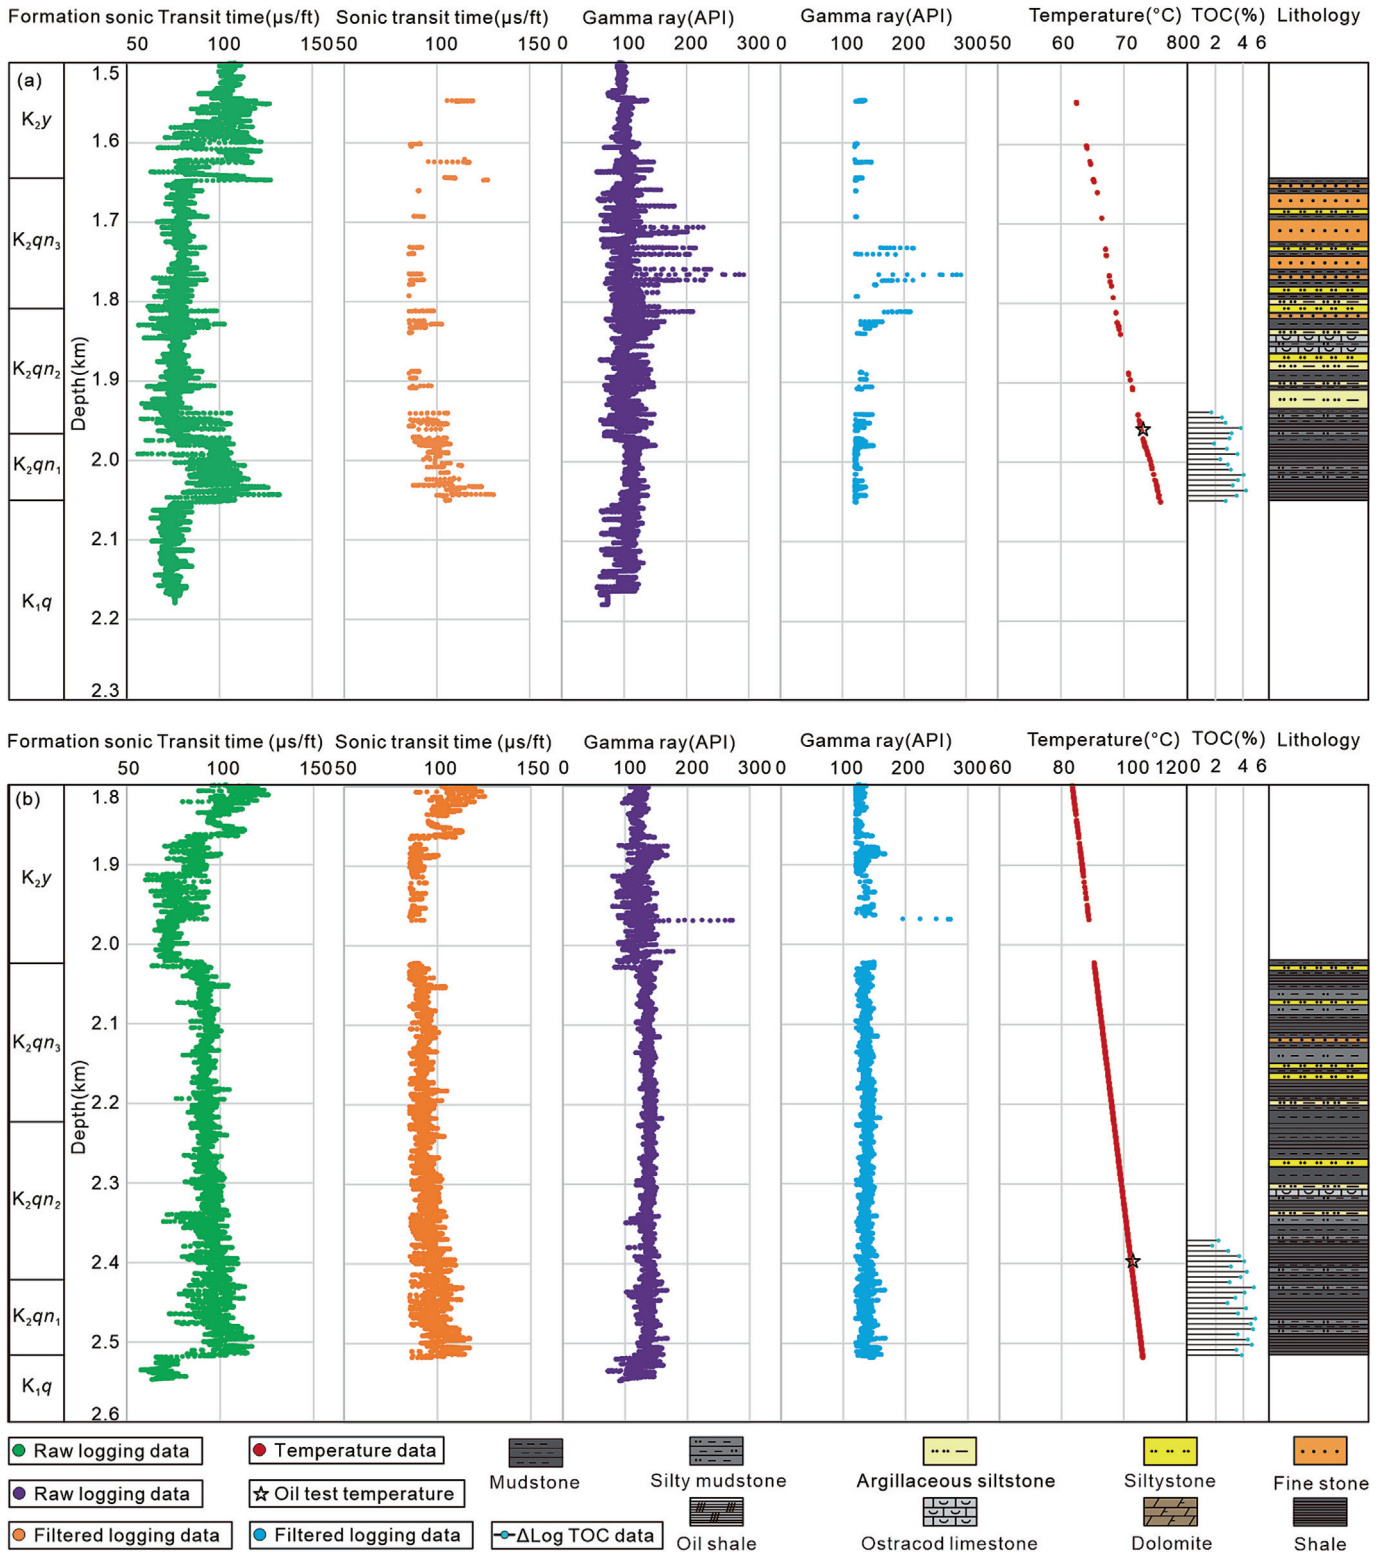 Formation sonic Transit time(μs/ft) Sonic transit time(μs/ft) Gamma ray(API) Gamma ray(API) Temperature(°C) TOC(%) Lithology
50 100 150 50 100 150 0 100 200 300 0 100 200 300 50 60 70 80 0 2 4 6
(a)
1.5
K₂y
1.6
1.7
K₂qn₃
1.8
K₂qn₂
Depth(km)
1.9
K₂qn₁
2.0
2.1
K₁q
2.2
2.3
Formation sonic Transit time (μs/ft) Sonic transit time (μs/ft) Gamma ray(API) Gamma ray(API) Temperature(°C) TOC(%) Lithology
50 100 150 50 100 150 0 100 200 300 0 100 200 300 60 80 100 120 0 2 4 6
(b)
1.8
K₂y
1.9
2.0
K₂qn₃
2.1
Depth(km)
2.2
K₂qn₂
2.3
2.4
K₂qn₁
2.5
K₁q
2.6
Raw logging data Temperature data Mudstone Silty mudstone Argillaceous siltstone Siltystone Fine stone
Raw logging data Oil test temperature
Filtered logging data Filtered logging data ΔLog TOC data Oil shale Ostracod limestone Dolomite Shale